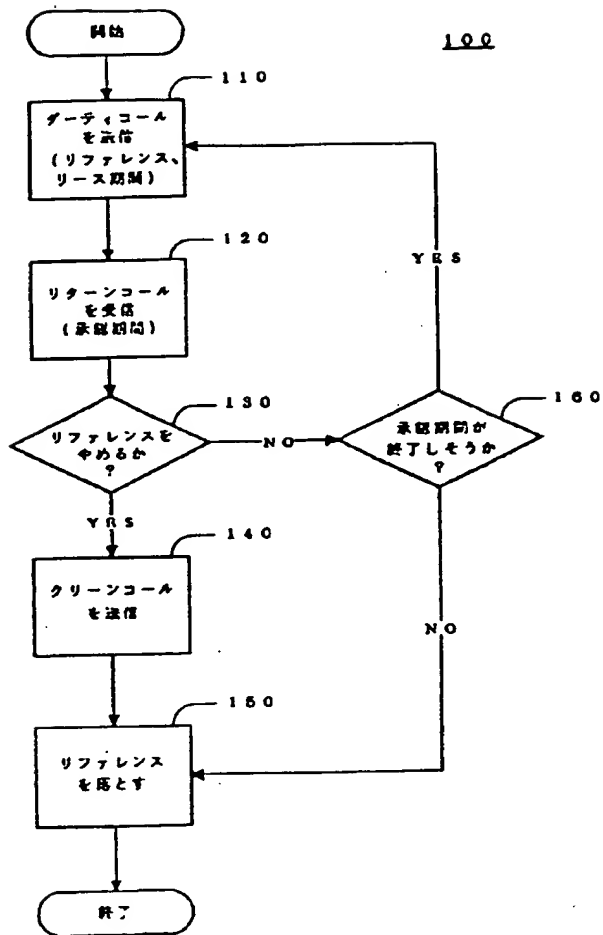 開始
100
110
ダーティコール
を送信
(リファレンス、
リース期間)
120
リターンコール
を受信
(承認期間)
130
リファレンスを
やめるか
?
NO
YES
160
承認期間が
終了しそうか
?
YES
NO
140
クリーンコール
を送信
150
リファレンス
を落とす
終了